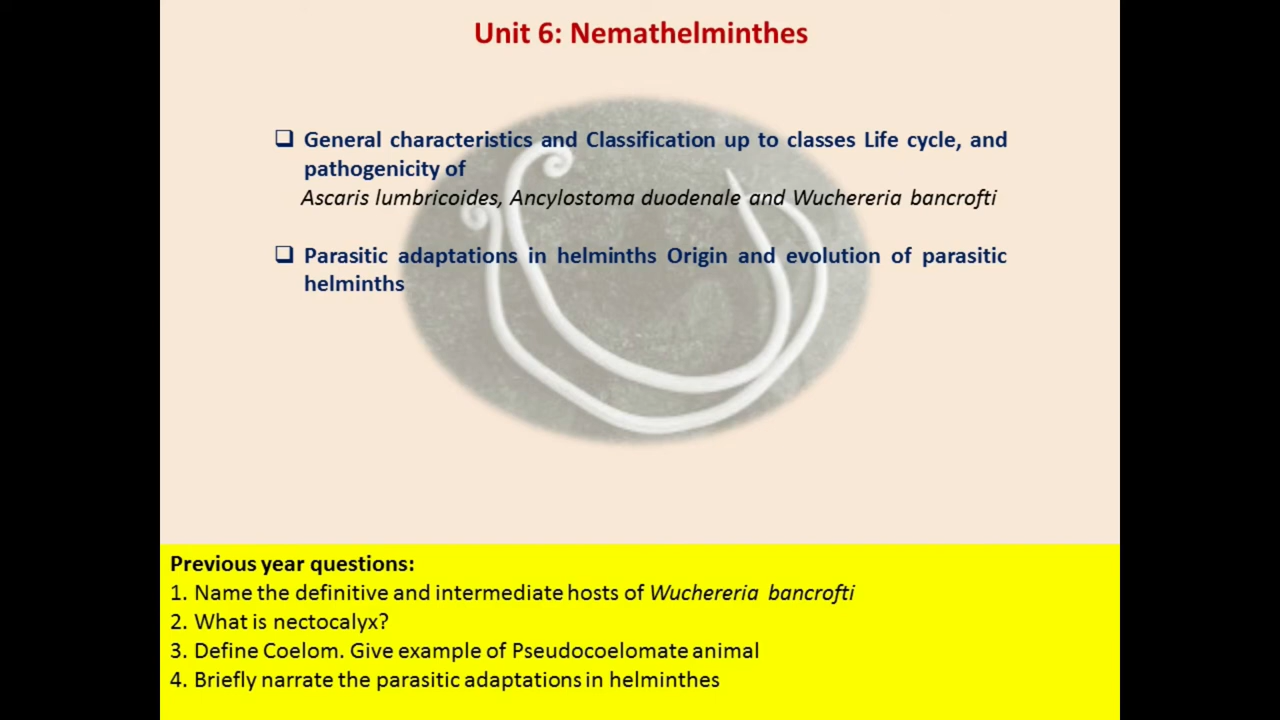 Unit 6: Nemathelminthes
❑ General characteristics and Classification up to classes Life cycle, and
pathogenicity of
Ascaris lumbricoides, Ancylostoma duodenale and Wuchereria bancrofti
❑ Parasitic adaptations in helminths Origin and evolution of parasitic
helminths
Previous year questions:
1. Name the definitive and intermediate hosts of Wuchereria bancrofti
2. What is nectocalyx?
3. Define Coelom. Give example of Pseudocoelomate animal
4. Briefly narrate the parasitic adaptations in helminthes